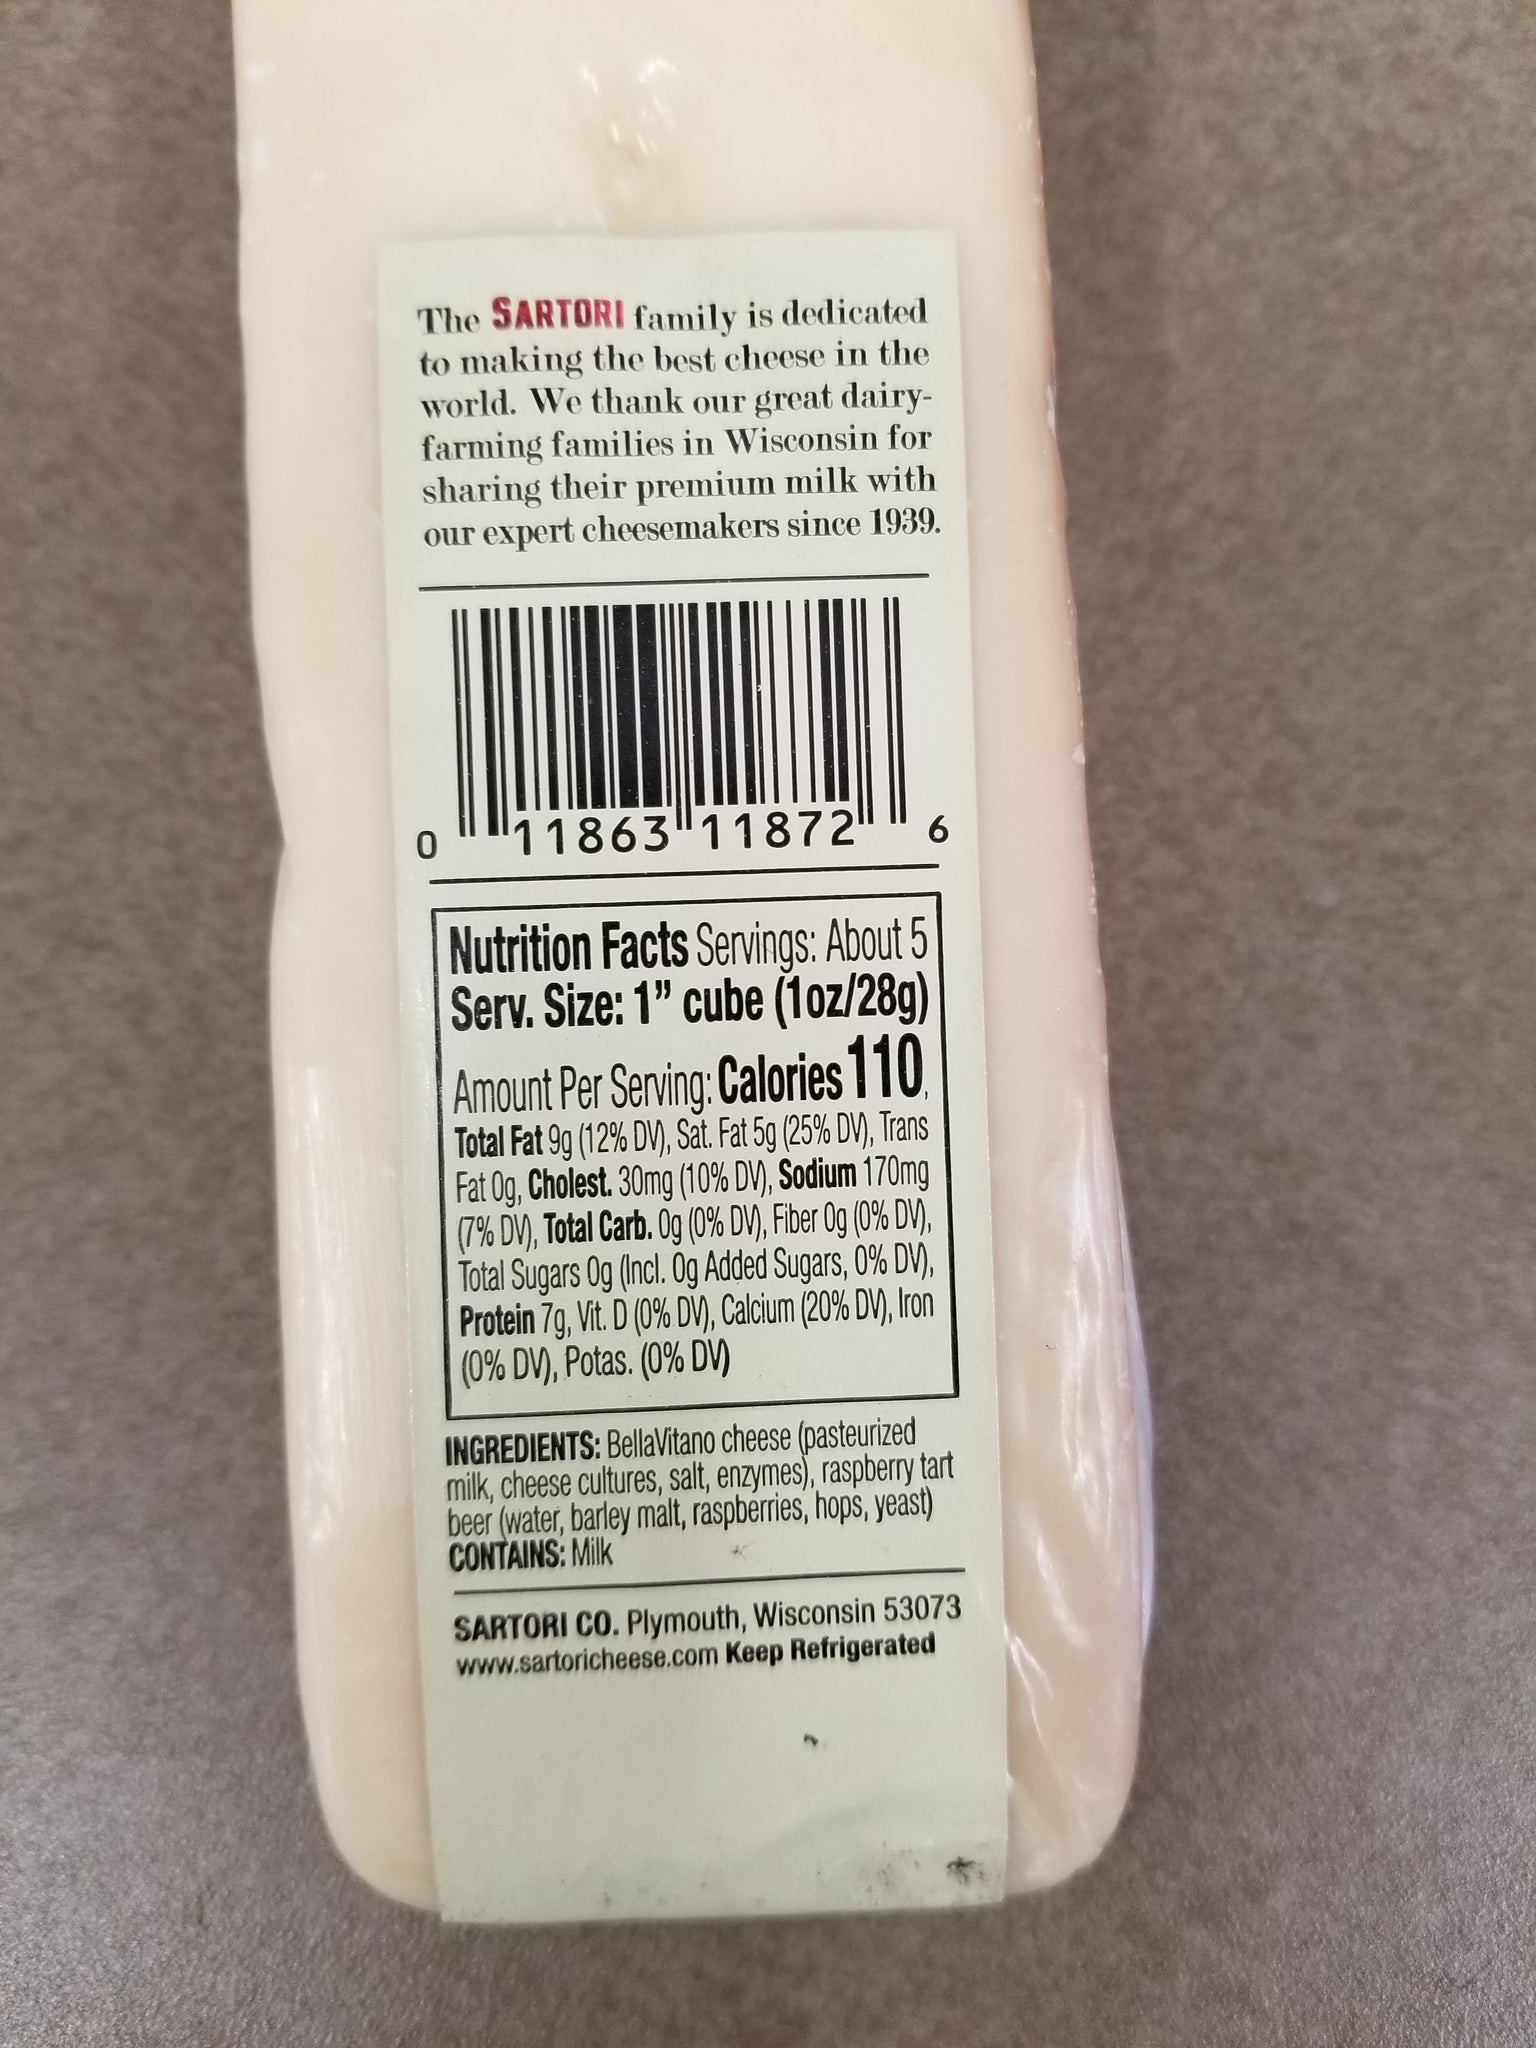 The SARTORI family is dedicated
to making the best cheese in the
world. We thank our great dairy-
farming families in Wisconsin for
sharing their premium milk with
our expert cheesemakers since 1939.
0 11863 11872 6
Nutrition Facts Servings: About 5
Serv. Size: 1” cube (1oz/28g)
Amount Per Serving: Calories 110,
Total Fat 9g (12% DV), Sat. Fat 5g (25% DV), Trans
Fat 0g, Cholest. 30mg (10% DV), Sodium 170mg
(7% DV), Total Carb. 0g (0% DV), Fiber 0g (0% DV),
Total Sugars 0g (Incl. 0g Added Sugars, 0% DV),
Protein 7g, Vit. D (0% DV), Calcium (20% DV), Iron
(0% DV), Potas. (0% DV)
INGREDIENTS: BellaVitano cheese (pasteurized
milk, cheese cultures, salt, enzymes), raspberry tart
beer (water, barley malt, raspberries, hops, yeast)
CONTAINS: Milk
SARTORI CO. Plymouth, Wisconsin 53073
www.sartoricheese.com Keep Refrigerated